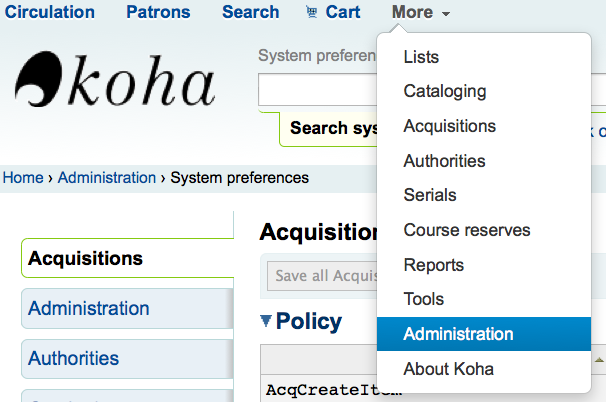 Circulation Patrons Search Cart More
koha
System preferen
Search sys
Lists
Cataloging
Acquisitions
Authorities
Serials
Course reserves
Reports
Tools
Administration
About Koha
Home › Administration › System preferences
Acquisitions
Administration
Authorities
Acquisition
Save all Acquis
Policy
AcqCreateItem